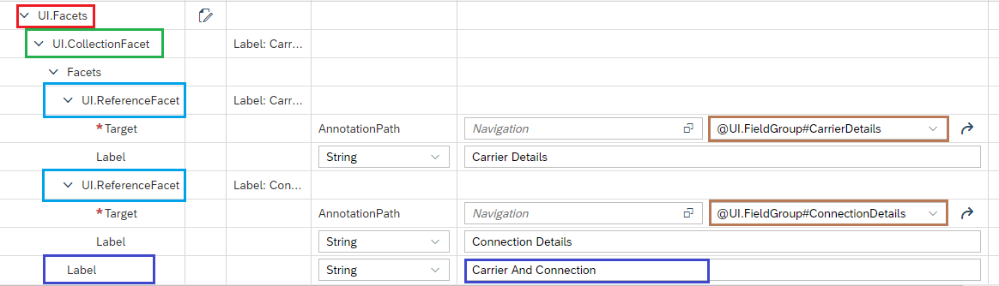 UI.Facets
UI.CollectionFacet Label: Carr...
Facets
UI.ReferenceFacet Label: Carr...
*Target AnnotationPath Navigation @UI.FieldGroup#CarrierDetails
Label String Carrier Details
UI.ReferenceFacet Label: Con...
*Target AnnotationPath Navigation @UI.FieldGroup#ConnectionDetails
Label String Connection Details
Label String Carrier And Connection